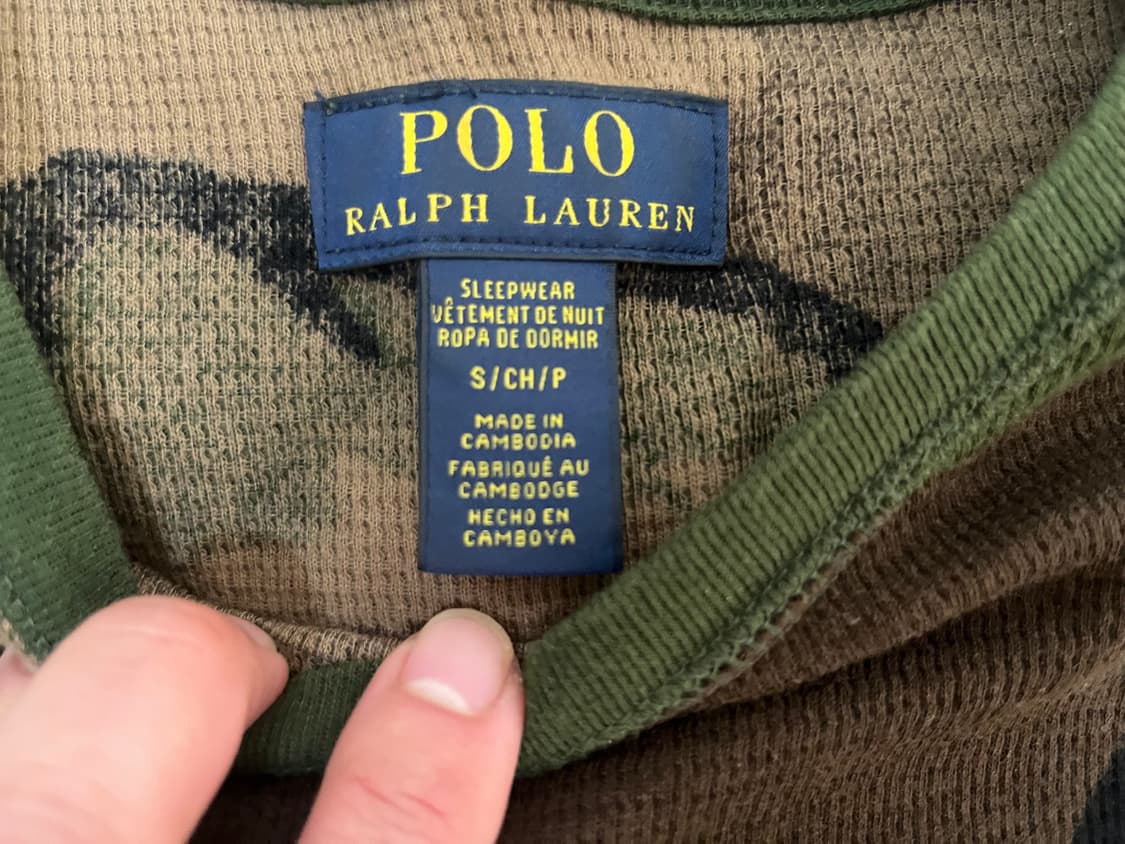 POLO
RALPH LAUREN
SLEEPWEAR
VÊTEMENT DE NUIT
ROPA DE DORMIR
S/CH/P
MADE IN
CAMBODIA
FABRIQUÉ AU
CAMBODGE
HECHO EN
CAMBOYA